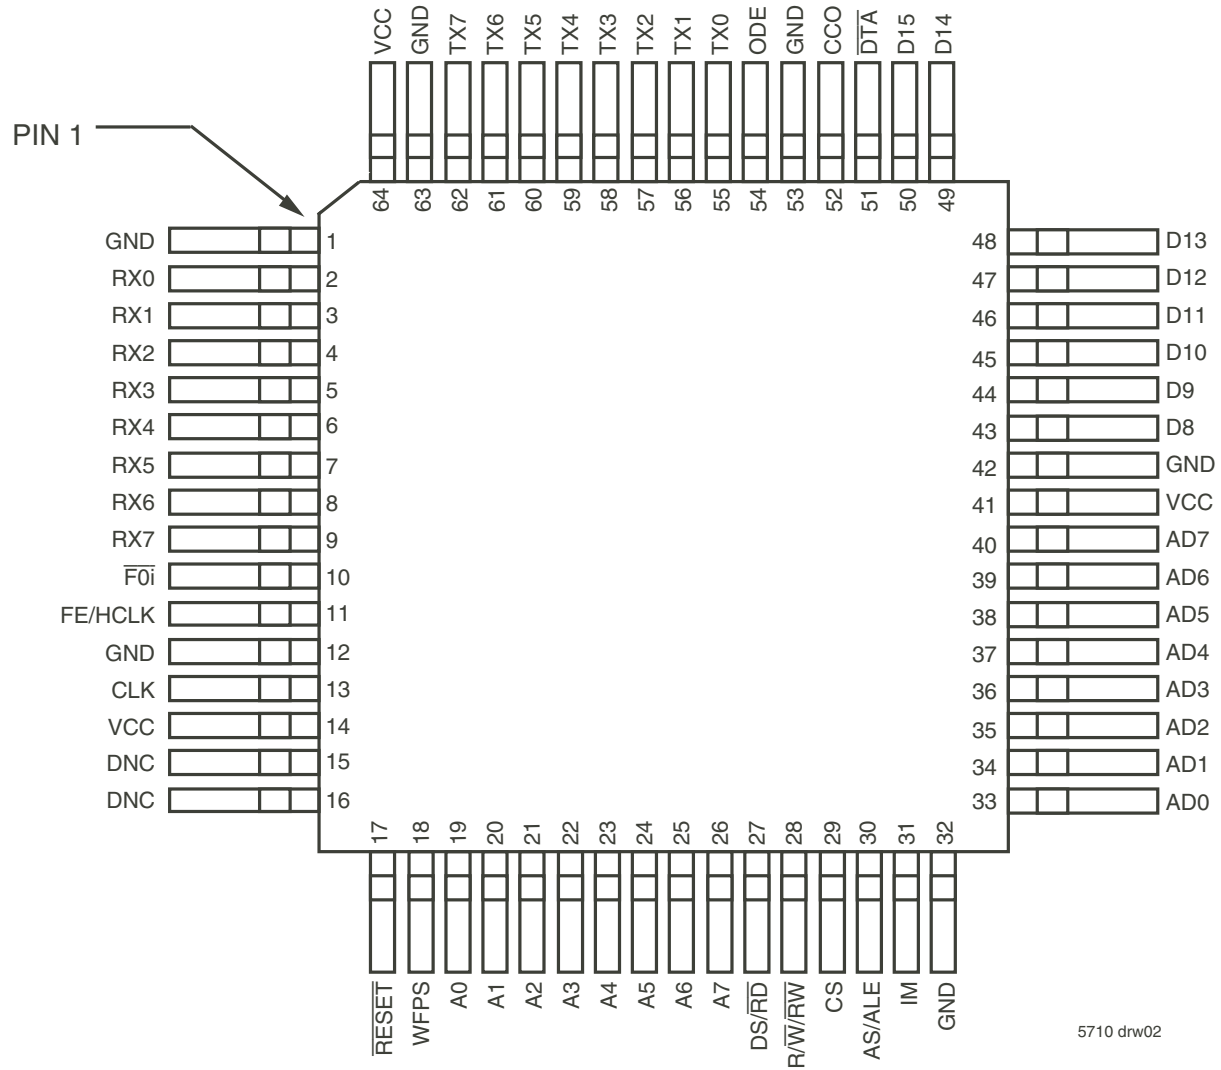 VCC GND TX7 TX6 TX5 TX4 TX3 TX2 TX1 TX0 ODE GND CCO D̅T̅A̅ D15 D14
PIN 1
64 63 62 61 60 59 58 57 56 55 54 53 52 51 50 49
GND 1 48 D13
RX0 2 47 D12
RX1 3 46 D11
RX2 4 45 D10
RX3 5 44 D9
RX4 6 43 D8
RX5 7 42 GND
RX6 8 41 VCC
RX7 9 40 AD7
F̅0̅i̅ 10 39 AD6
FE/HCLK 11 38 AD5
GND 12 37 AD4
CLK 13 36 AD3
VCC 14 35 AD2
DNC 15 34 AD1
DNC 16 33 AD0
17 18 19 20 21 22 23 24 25 26 27 28 29 30 31 32
R̅E̅S̅E̅T̅ WFPS A0 A1 A2 A3 A4 A5 A6 A7 DS/R̅D̅ R/W̅/R̅W̅ CS AS/ALE IM GND
5710 drw02